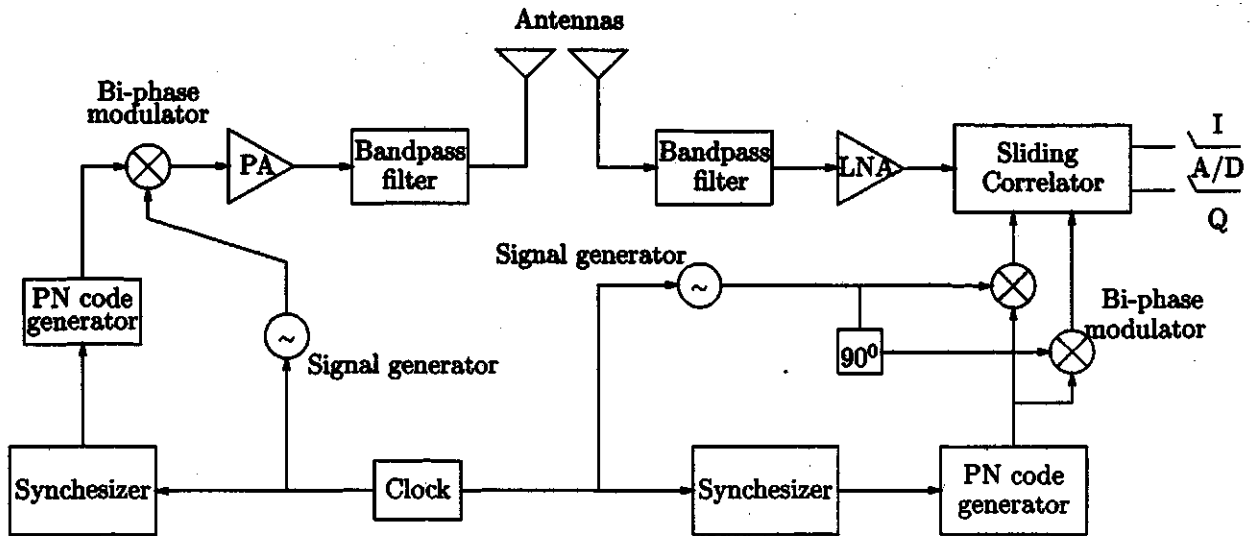 Antennas
Bi-phase
modulator
PA
Bandpass
filter
Bandpass
filter
LNA
Sliding
Correlator
I
A/D
Q
PN code
generator
~
Signal generator
Signal generator
~
90⁰
Bi-phase
modulator
Synchesizer
Clock
Synchesizer
PN code
generator